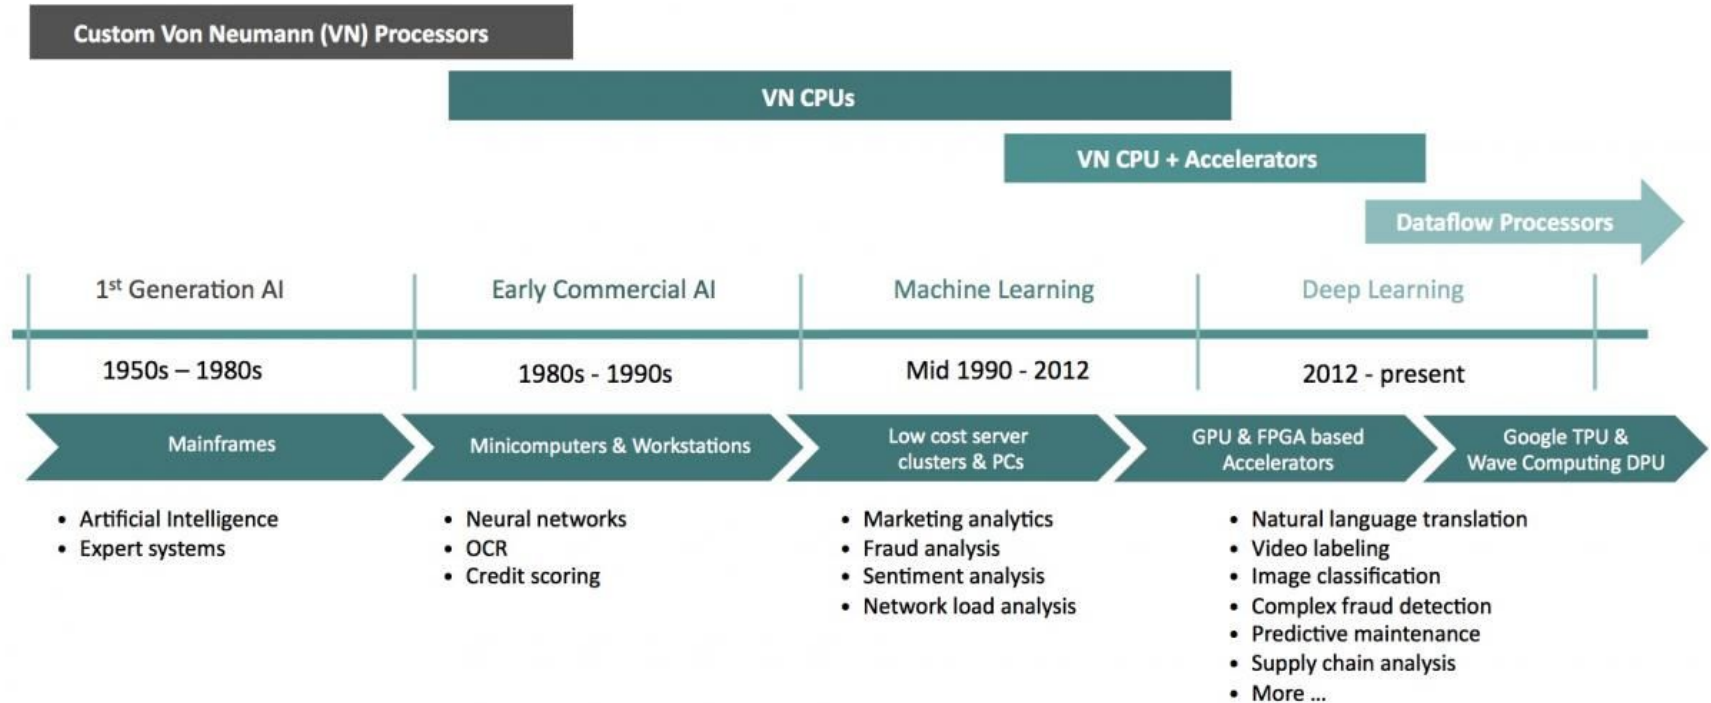 Custom Von Neumann (VN) Processors
VN CPUs
VN CPU + Accelerators
Dataflow Processors
1st Generation AI
Early Commercial AI
Machine Learning
Deep Learning
1950s – 1980s
1980s - 1990s
Mid 1990 - 2012
2012 - present
Mainframes
Minicomputers & Workstations
Low cost server
clusters & PCs
GPU & FPGA based
Accelerators
Google TPU &
Wave Computing DPU
• Artificial Intelligence
• Expert systems
• Neural networks
• OCR
• Credit scoring
• Marketing analytics
• Fraud analysis
• Sentiment analysis
• Network load analysis
• Natural language translation
• Video labeling
• Image classification
• Complex fraud detection
• Predictive maintenance
• Supply chain analysis
• More ...